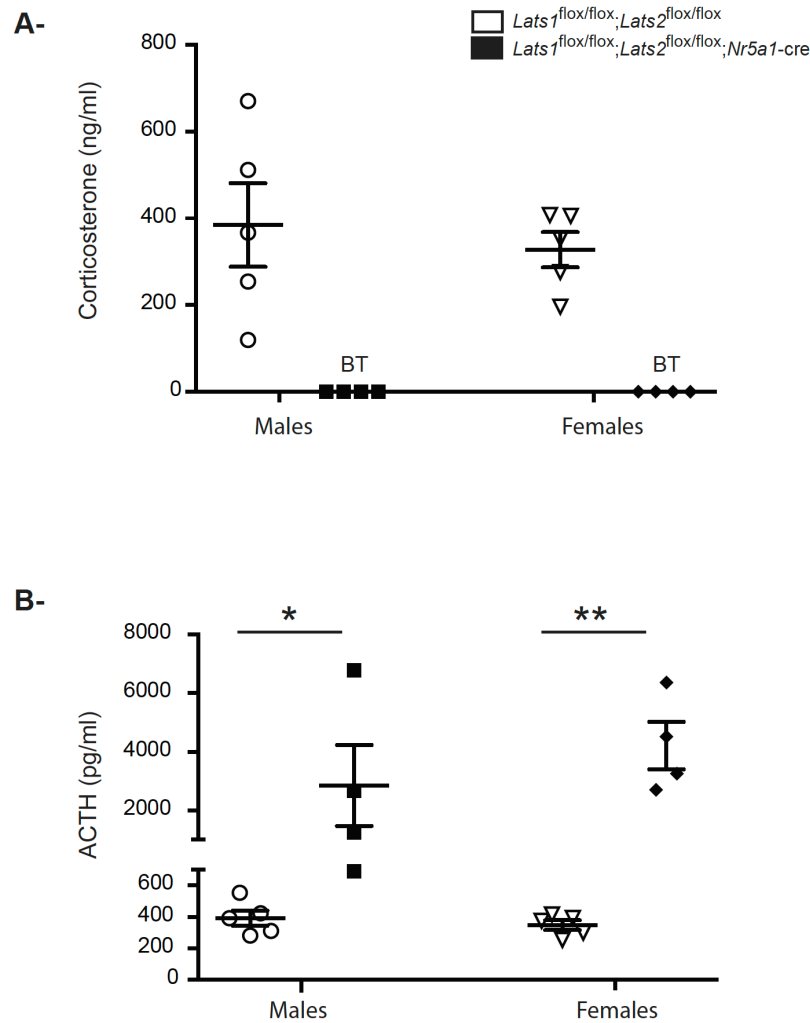 A-
Lats1flox/flox;Lats2flox/flox
Lats1flox/flox;Lats2flox/flox;Nr5a1-cre
Corticosterone (ng/ml)
800
600
400
200
0
BT
BT
Males
Females
B-
ACTH (pg/ml)
*
**
8000
6000
4000
2000
600
400
200
0
Males
Females